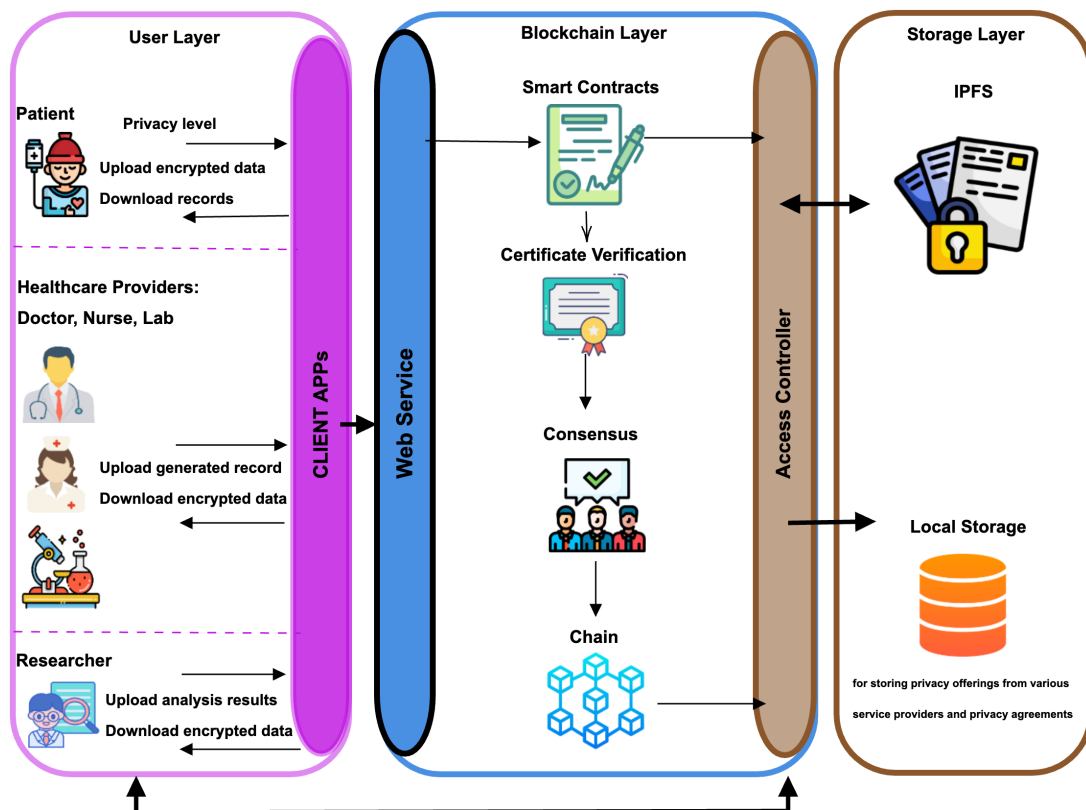 User Layer
Patient
Privacy level
Upload encrypted data
Download records
Healthcare Providers:
Doctor, Nurse, Lab
Upload generated record
Download encrypted data
Researcher
Upload analysis results
Download encrypted data
CLIENT APPs
Web Service
Blockchain Layer
Smart Contracts
Certificate Verification
Consensus
Chain
Access Controller
Storage Layer
IPFS
Local Storage
for storing privacy offerings from various
service providers and privacy agreements